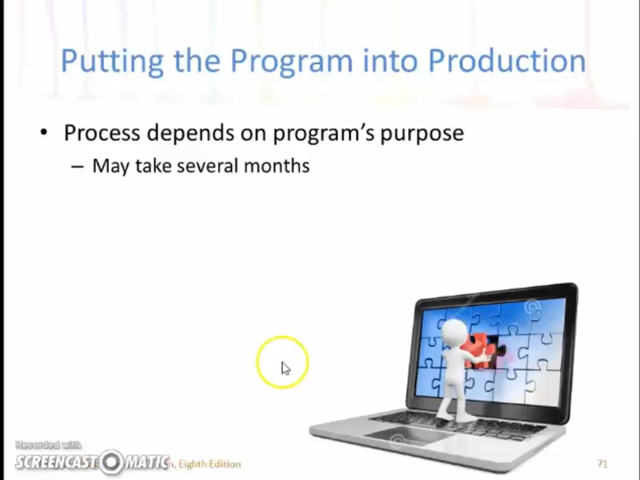 Putting the Program into Production
• Process depends on program's purpose
– May take several months
Recorded with
SCREENCAST MATIC
, Eighth Edition
71